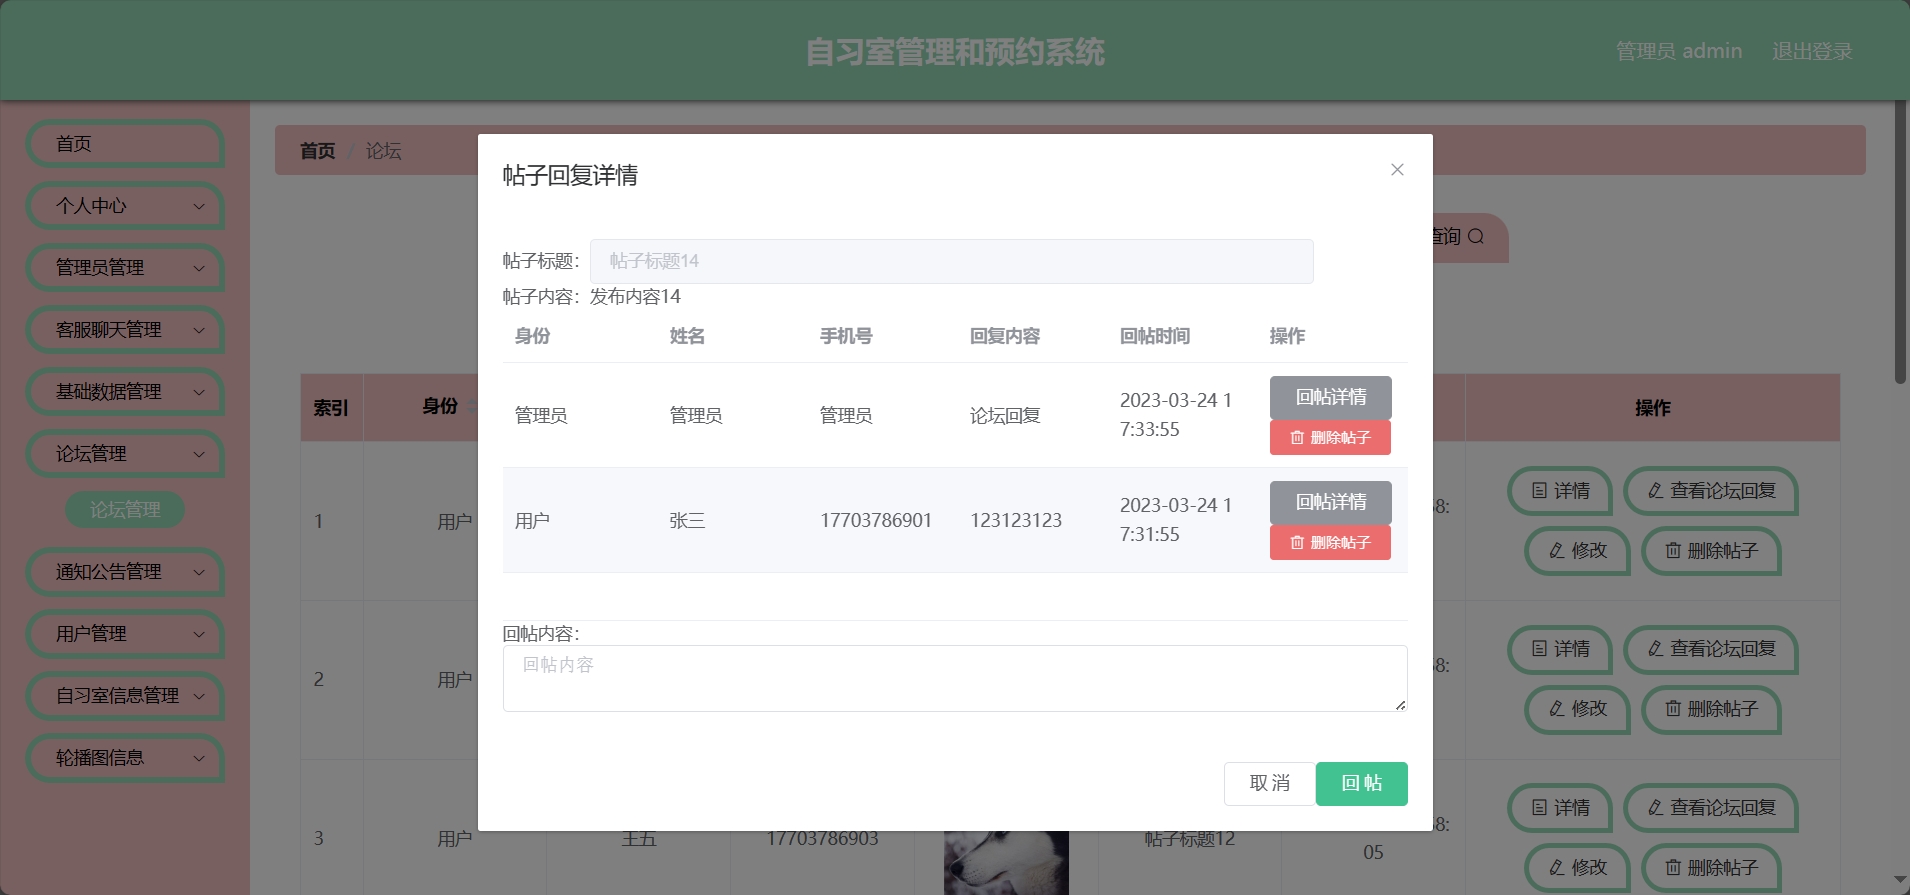 自习室管理和预约系统
管理员 admin
退出登录
首页
个人中心
管理员管理
客服聊天管理
基础数据管理
论坛管理
论坛管理
通知公告管理
用户管理
自习室信息管理
轮播图信息
首页 / 论坛
查询
帖子回复详情
帖子标题: 帖子标题14
帖子内容: 发布内容14
身份 姓名 手机号 回复内容 回帖时间 操作
管理员 管理员 管理员 论坛回复 2023-03-24 1
7:33:55
回帖详情
删除帖子
用户 张三 17703786901 123123123 2023-03-24 1
7:31:55
回帖详情
删除帖子
回帖内容:
回帖内容
取消 回帖
索引 身份 操作
1 用户 8:
详情 查看论坛回复
修改 删除帖子
2 用户 8:
详情 查看论坛回复
修改 删除帖子
3 用户 王五 17703786903 帖子标题12 8:
05
详情 查看论坛回复
修改 删除帖子